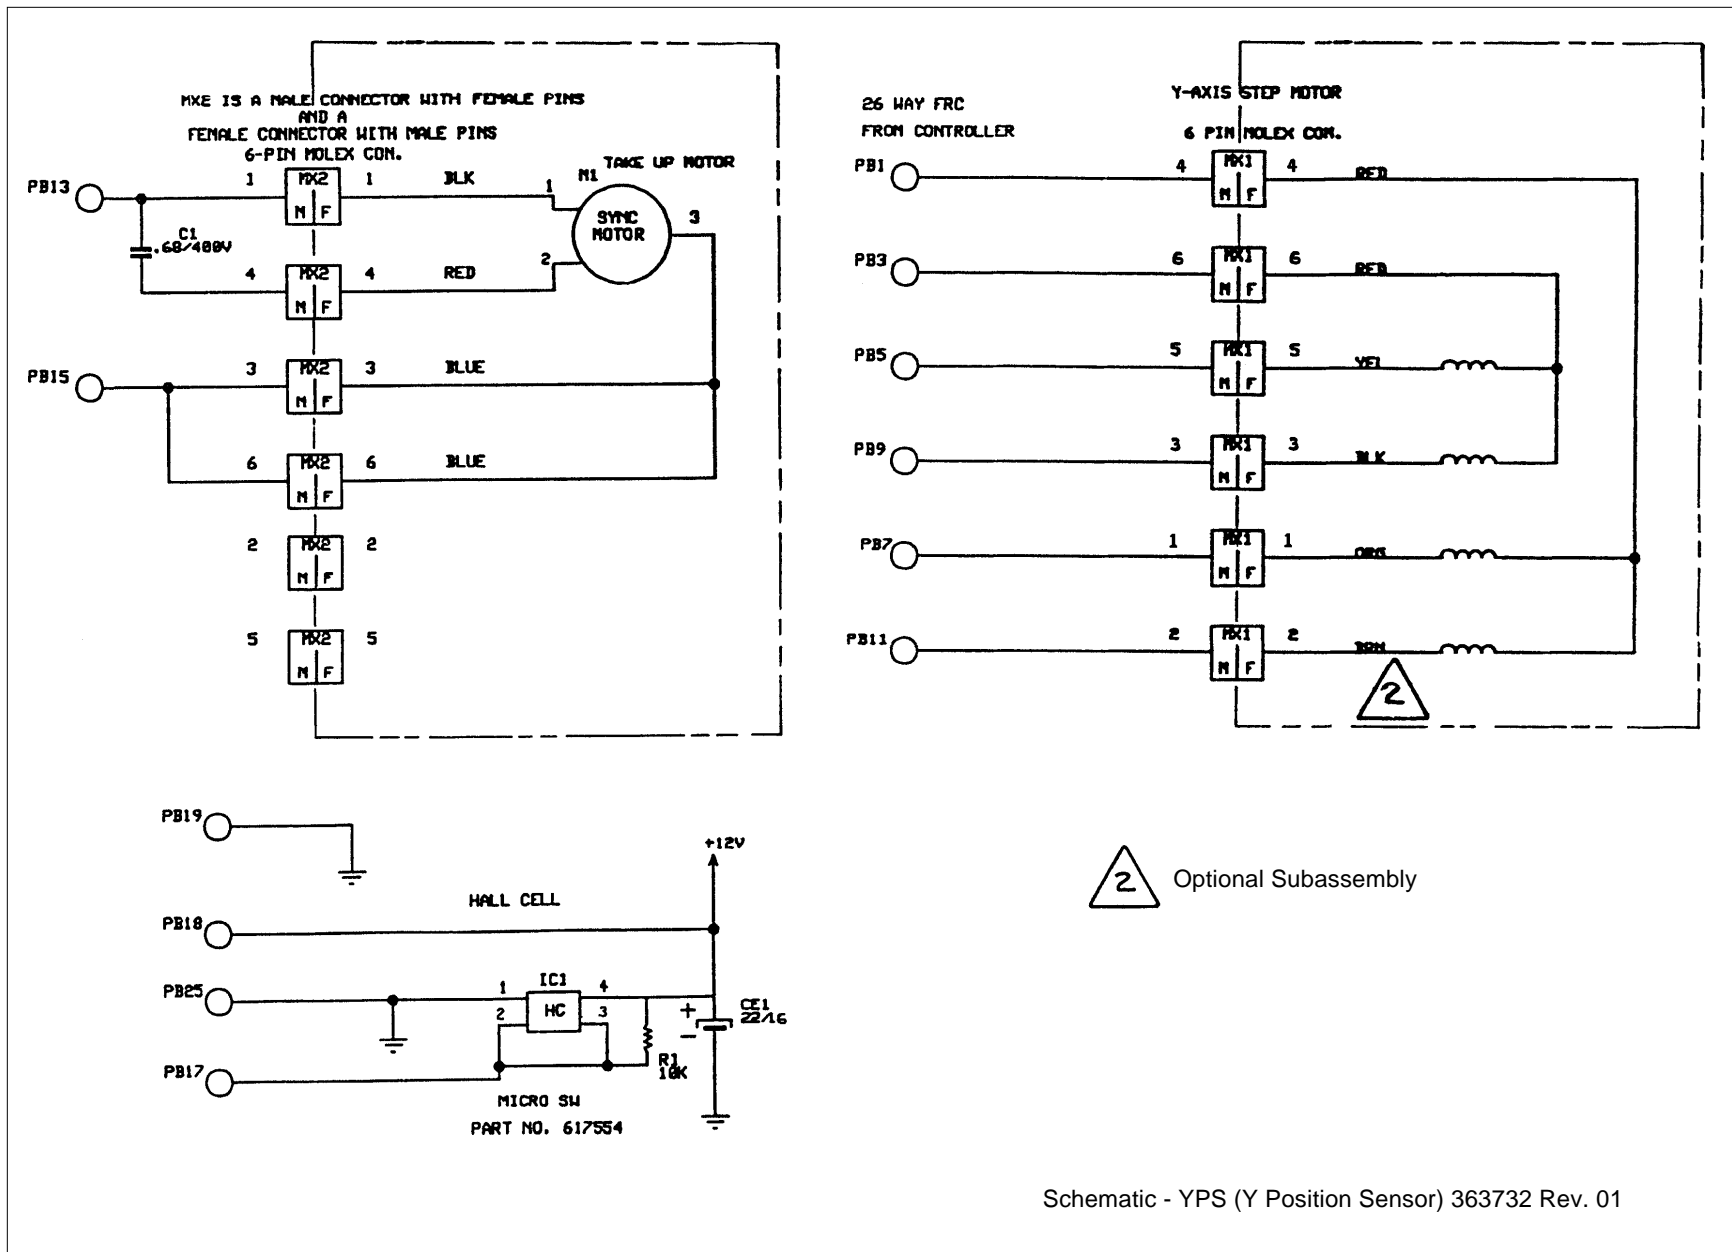 MXE IS A MALE CONNECTOR WITH FEMALE PINS
AND A
FEMALE CONNECTOR WITH MALE PINS
6-PIN MOLEX CON.
TAKE UP MOTOR
PB13
1 MX2 1 BLK 1 M1
M F
SYNC
MOTOR
3
C1
.68/400V
4 MX2 4 RED 2
M F
PB15
3 MX2 3 BLUE
M F
6 MX2 6 BLUE
M F
2 MX2 2
M F
5 MX2 5
M F
26 WAY FRC
FROM CONTROLLER
Y-AXIS STEP MOTOR
6 PIN MOLEX CON.
PB1 4 MX1 4 RED
M F
PB3 6 MX1 6 RED
M F
PB5 5 MX1 5 YEL
M F
PB9 3 MX1 3 BLK
M F
PB7 1 MX1 1 ORG
M F
PB11 2 MX1 2 BRN
M F
2
PB19
+12V
HALL CELL
PB18
PB25
1 IC1 4
HC
2 3
+
-
CE1
22/16
R1
10K
PB17
MICRO SW
PART NO. 617554
2 Optional Subassembly
Schematic - YPS (Y Position Sensor) 363732 Rev. 01